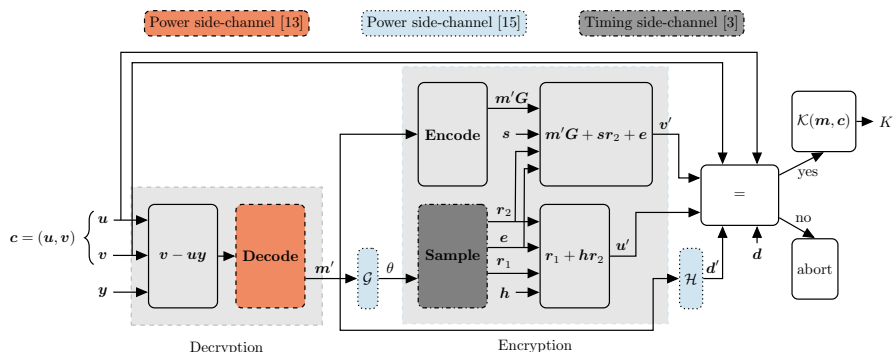 Power side-channel [13]
Power side-channel [15]
Timing side-channel [3]
m′G
Encode
s
m′G + sr₂ + e
v′
K(m, c)
K
yes
=
no
abort
d
c = (u, v)
u
v
y
v − uy
Decode
m′
G
θ
Sample
r₂
e
r₁
h
r₁ + hr₂
u′
H
d′
Decryption
Encryption